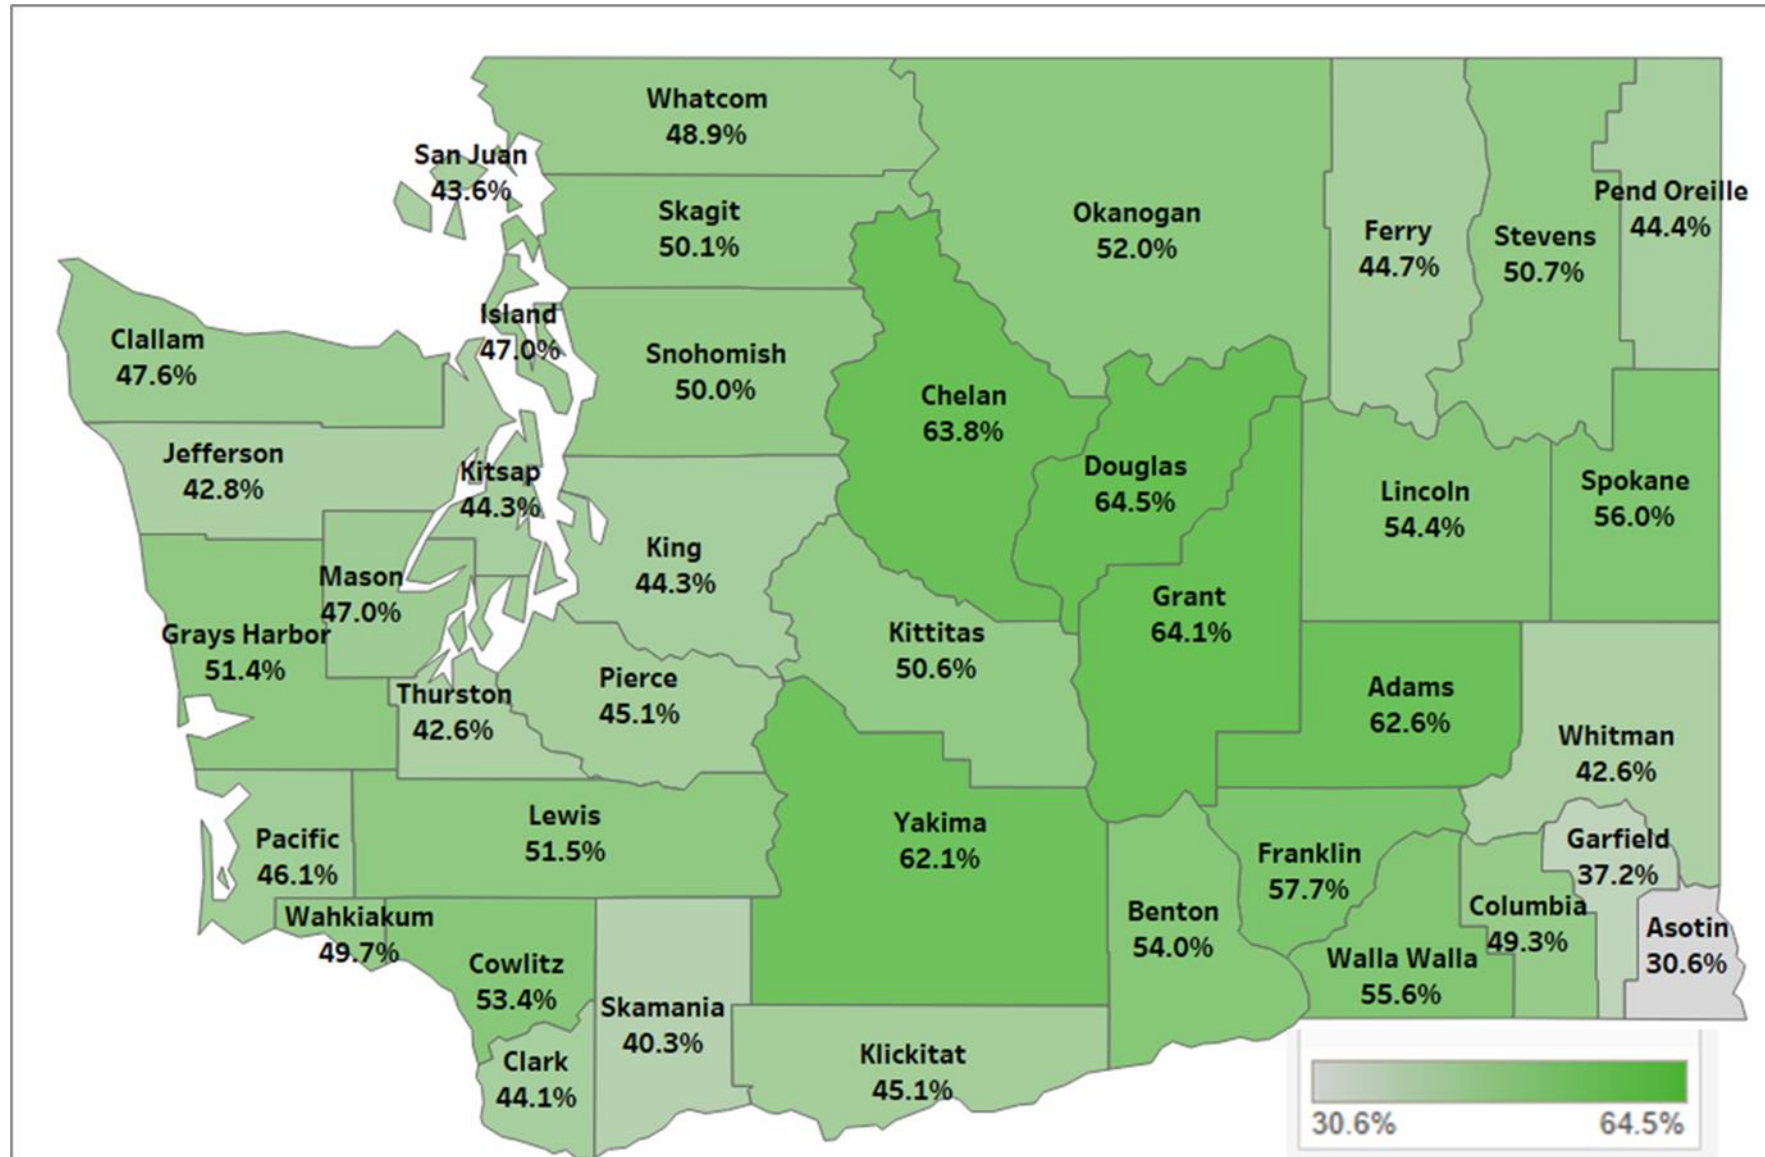 Whatcom
48.9%
San Juan
43.6%
Skagit
50.1%
Okanogan
52.0%
Ferry
44.7%
Stevens
50.7%
Pend Oreille
44.4%
Clallam
47.6%
Island
47.0%
Snohomish
50.0%
Chelan
63.8%
Douglas
64.5%
Lincoln
54.4%
Spokane
56.0%
Jefferson
42.8%
Kitsap
44.3%
King
44.3%
Mason
47.0%
Grays Harbor
51.4%
Kittitas
50.6%
Grant
64.1%
Thurston
42.6%
Pierce
45.1%
Adams
62.6%
Whitman
42.6%
Pacific
46.1%
Lewis
51.5%
Yakima
62.1%
Franklin
57.7%
Garfield
37.2%
Wahkiakum
49.7%
Cowlitz
53.4%
Benton
54.0%
Walla Walla
55.6%
Columbia
49.3%
Asotin
30.6%
Skamania
40.3%
Clark
44.1%
Klickitat
45.1%
30.6%
64.5%